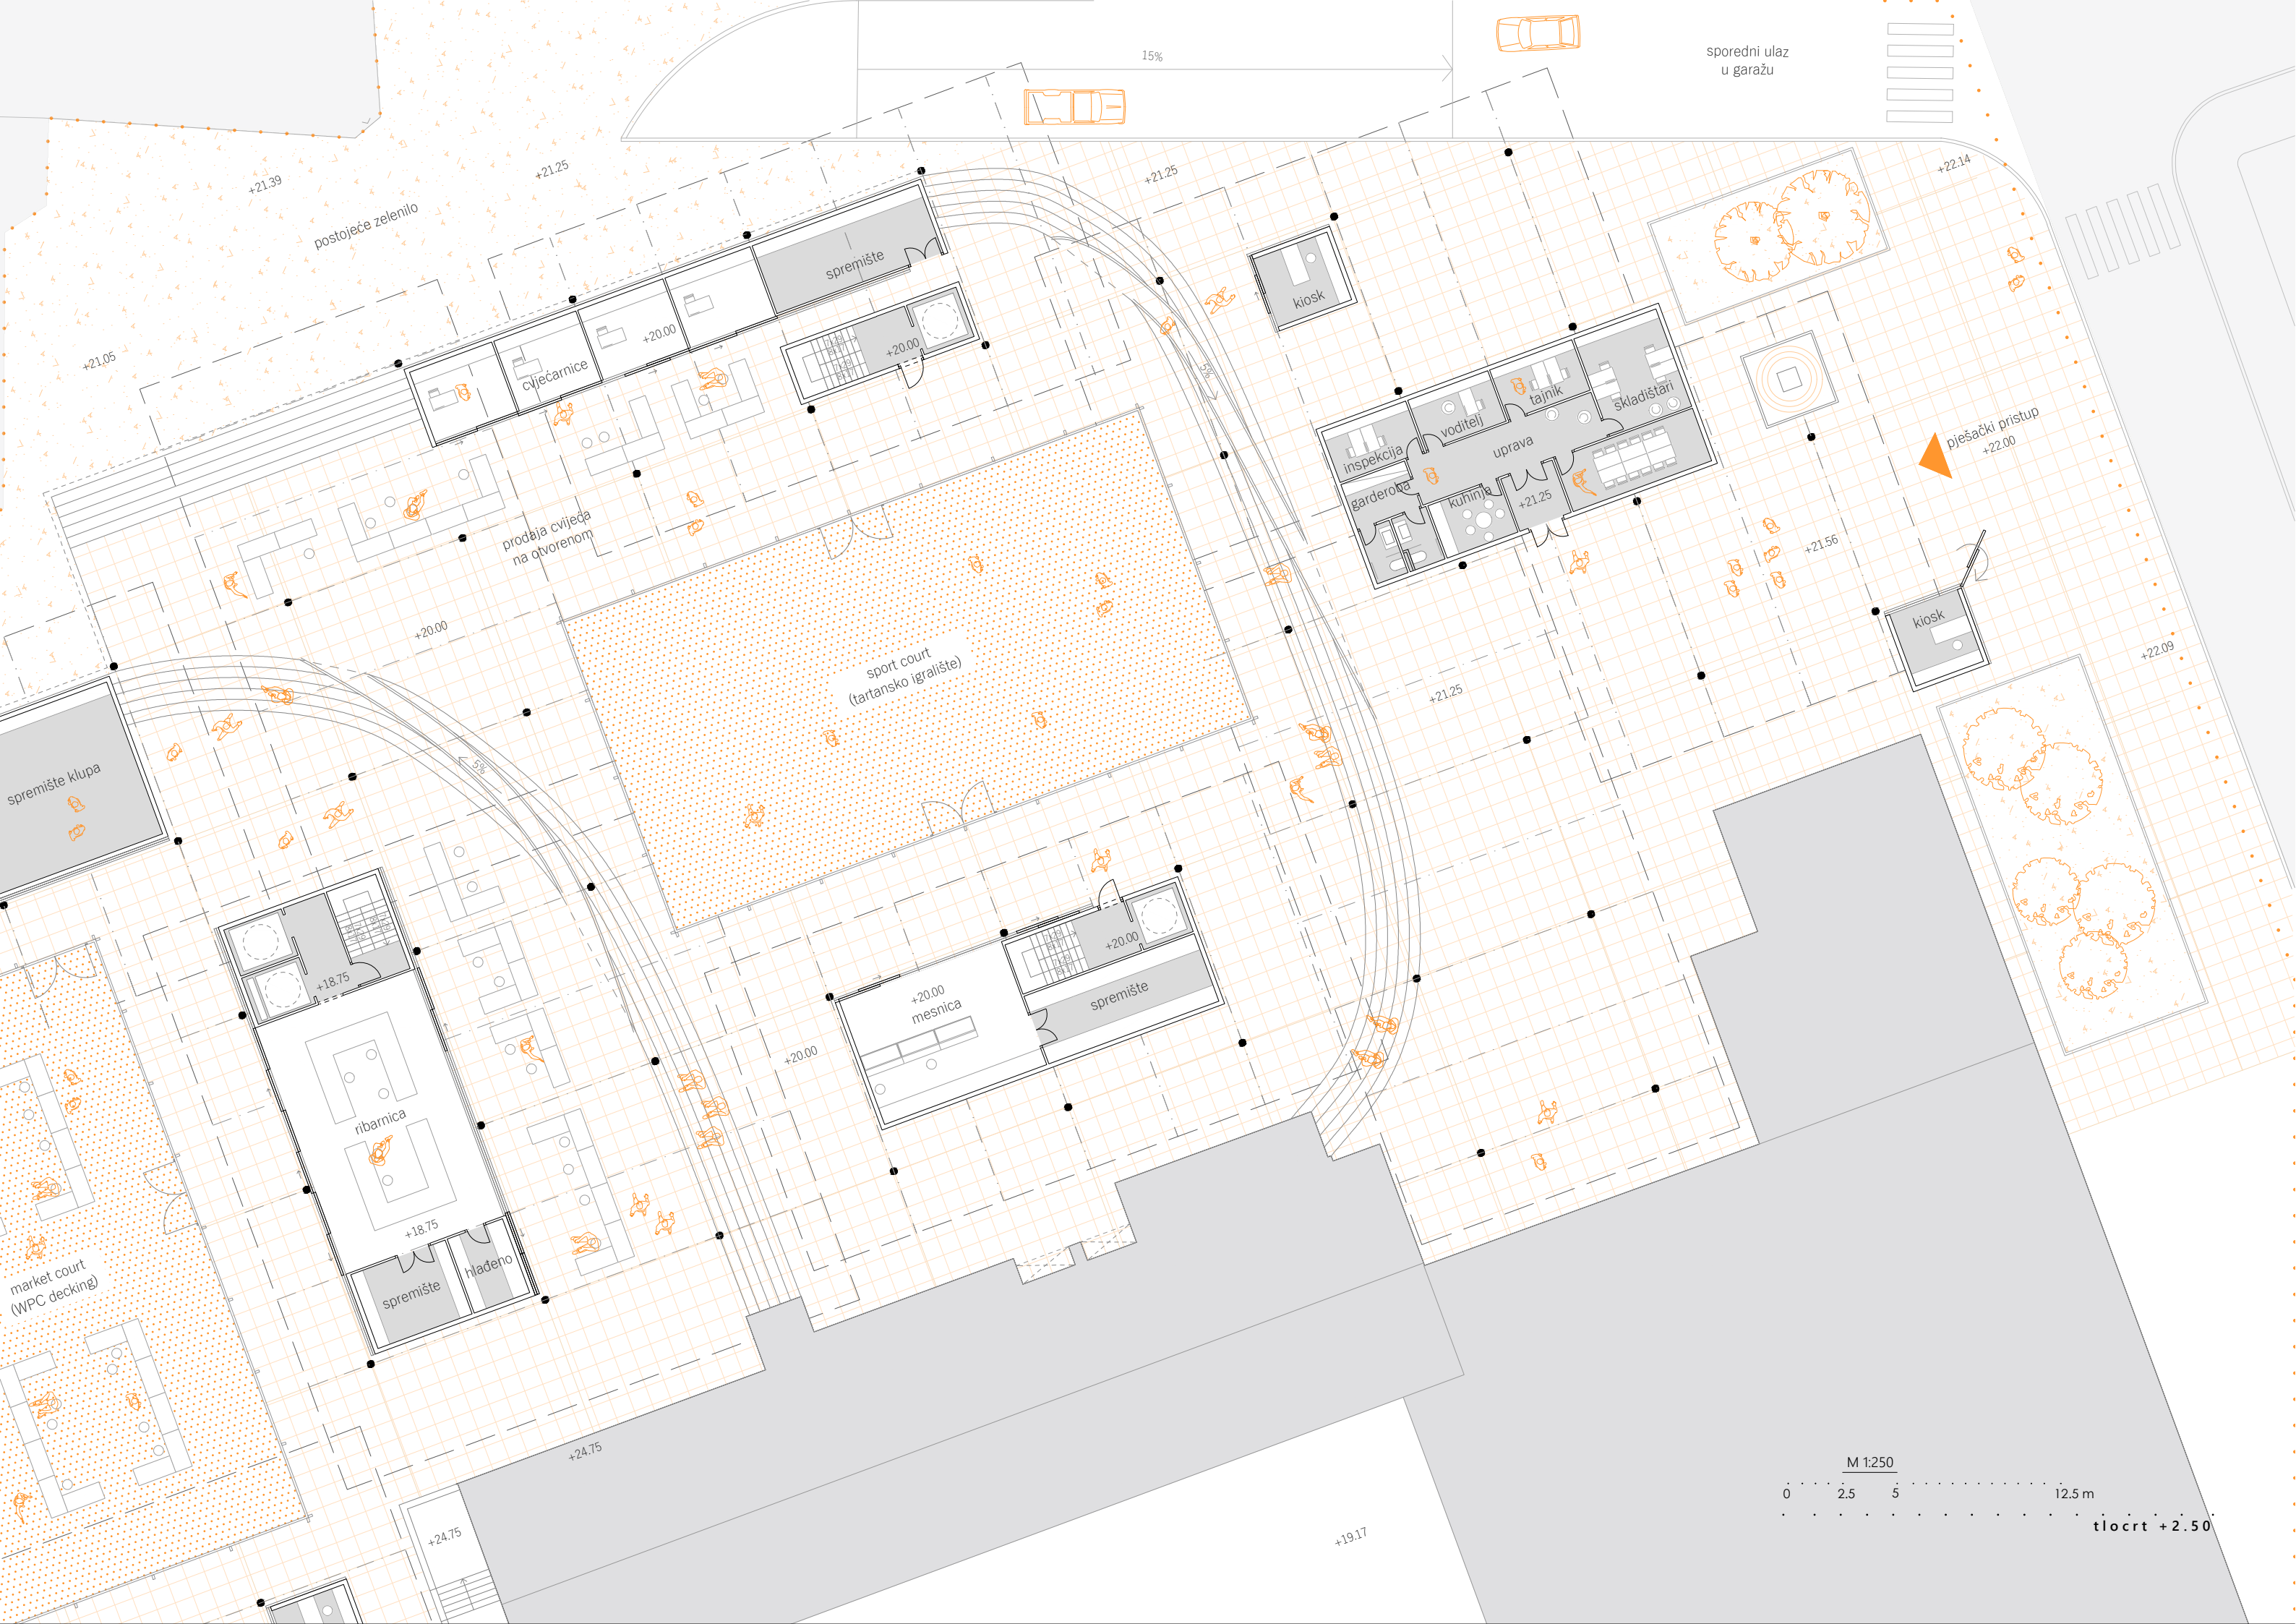 15%
sporedni ulaz
u garažu
+22.14
+21.39
+21.25
+21.25
postojeće zelenilo
spremište
kiosk
+21.05
cvjećarnice
+20.00
+20.00
5%
tajnik
skladištari
voditelj
uprava
inspekcija
garderoba
kuhinja
+21.25
pješački pristup
+22.00
prodaja cvijeća
na otvorenom
+21.56
+20.00
kiosk
+22.09
sport court
(tartansko igralište)
+21.25
spremište klupa
5%
+20.00
+18.75
+20.00
mesnica
spremište
+20.00
ribarnica
+18.75
hlađeno
spremište
market court
(WPC decking)
+24.75
+24.75
+19.17
M 1:250
0 2.5 5 12.5 m
tlocrt +2.50